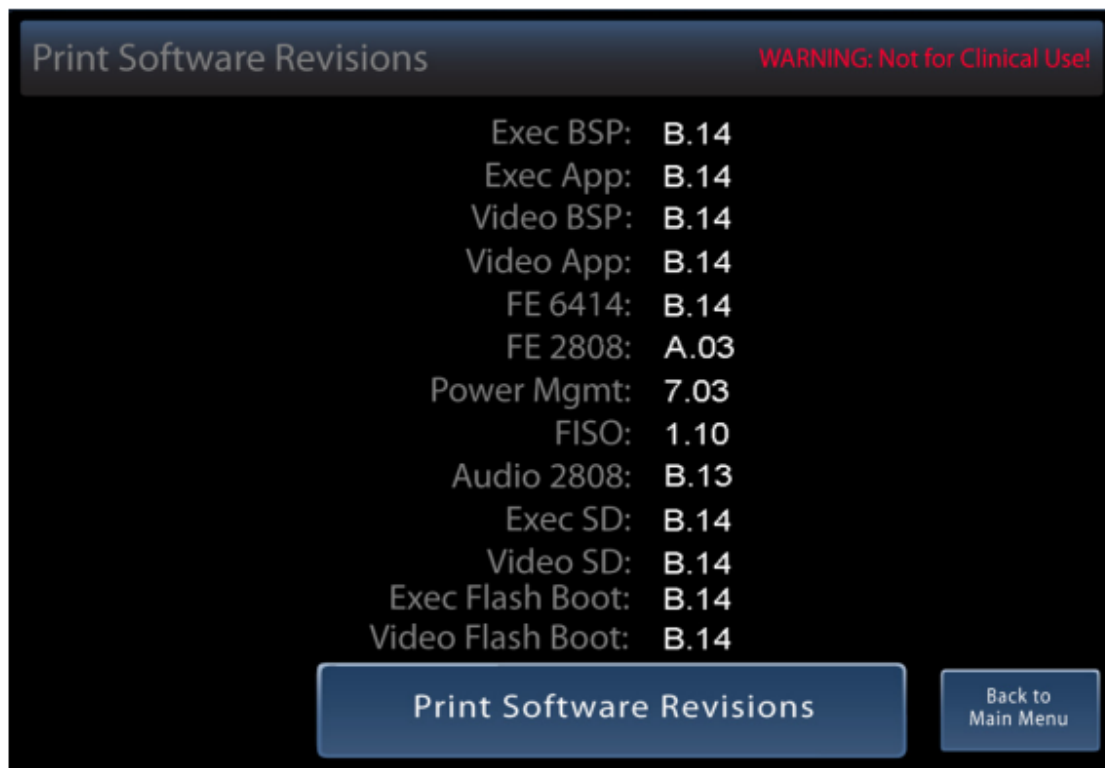 Print Software Revisions WARNING: Not for Clinical Use!
Exec BSP: B.14
Exec App: B.14
Video BSP: B.14
Video App: B.14
FE 6414: B.14
FE 2808: A.03
Power Mgmt: 7.03
FISO: 1.10
Audio 2808: B.13
Exec SD: B.14
Video SD: B.14
Exec Flash Boot: B.14
Video Flash Boot: B.14
Print Software Revisions
Back to
Main Menu